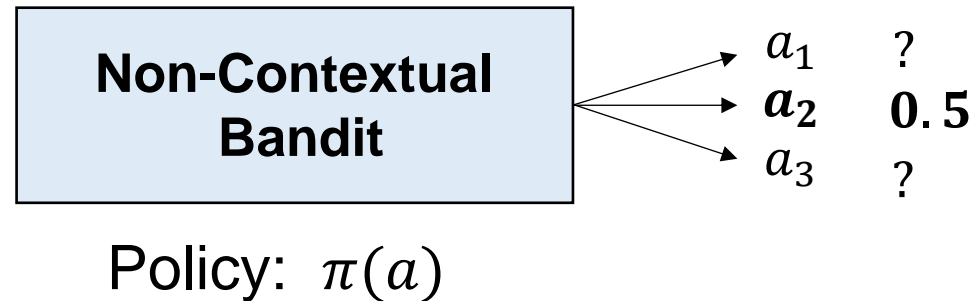 Non-Contextual
Bandit
a₁ ?
a₂ 0.5
a₃ ?
Policy: π(a)